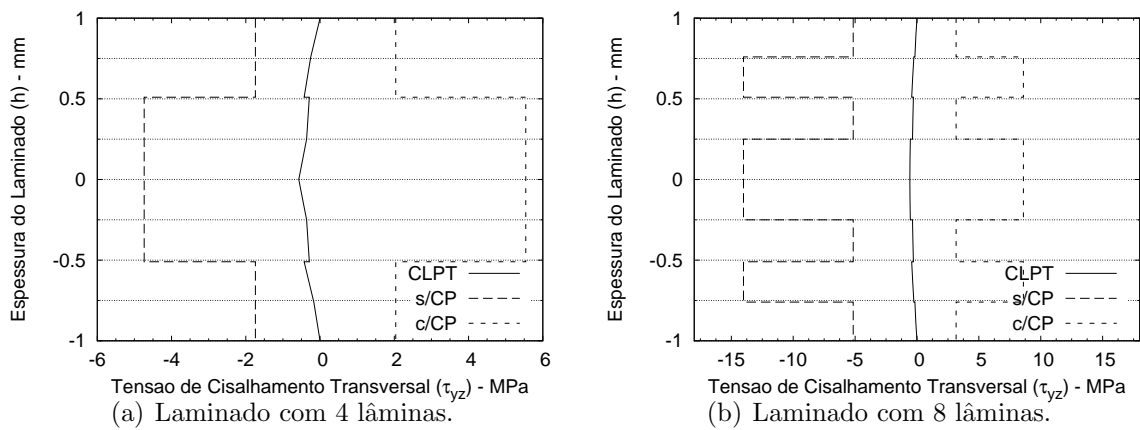 Espessura do Laminado (h) - mm
1
0.5
0
-0.5
-1
CLPT
s/CP
c/CP
-6 -4 -2 0 2 4 6
Tensao de Cisalhamento Transversal (τyz) - MPa
(a) Laminado com 4 lâminas.
Espessura do Laminado (h) - mm
1
0.5
0
-0.5
-1
CLPT
s/CP
c/CP
-15 -10 -5 0 5 10 15
Tensao de Cisalhamento Transversal (τyz) - MPa
(b) Laminado com 8 lâminas.